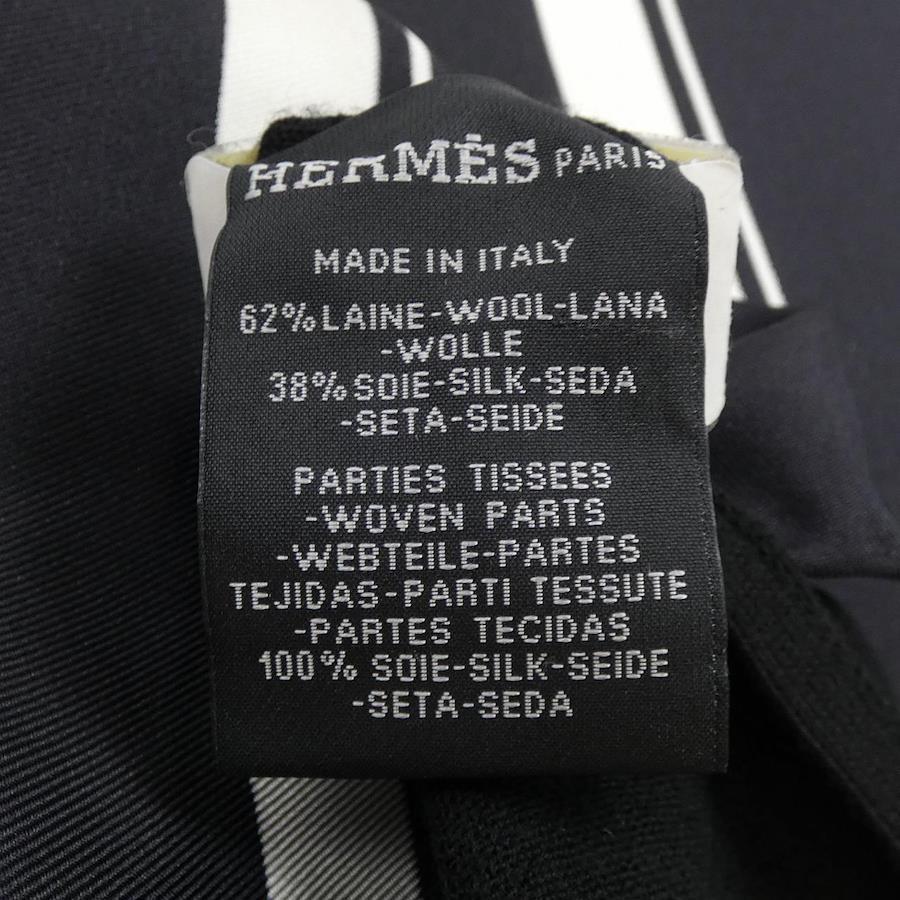 HERMÈS PARIS
MADE IN ITALY
62% LAINE-WOOL-LANA
-WOLLE
38% SOIE-SILK-SEDA
-SETA-SEIDE
PARTIES TISSEES
-WOVEN PARTS
-WEBTEILE-PARTES
TEJIDAS-PARTI TESSUTE
-PARTES TECIDAS
100% SOIE-SILK-SEIDE
-SETA-SEDA